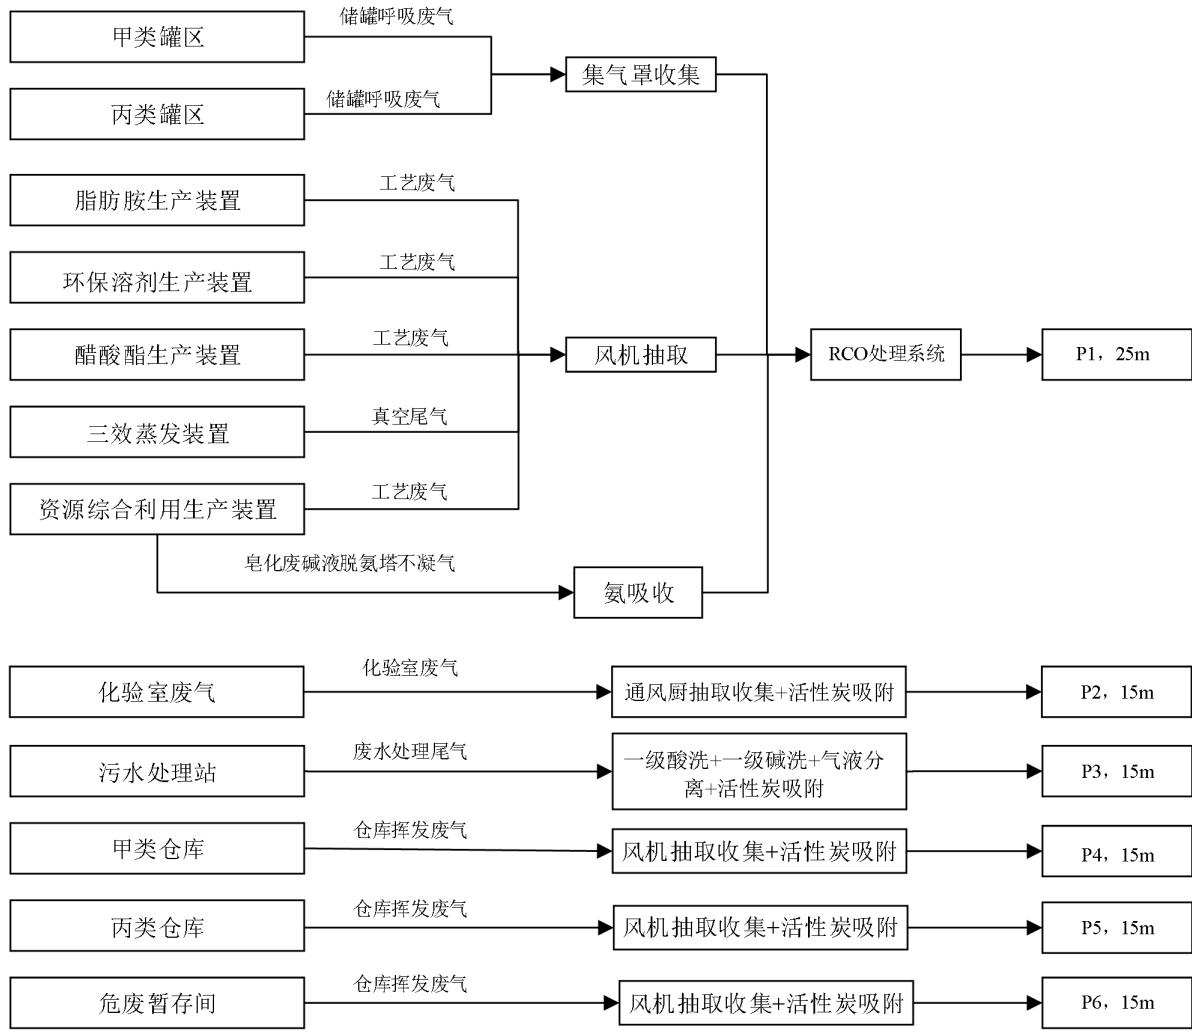 甲类罐区
储罐呼吸废气
集气罩收集
丙类罐区
储罐呼吸废气
脂肪胺生产装置
工艺废气
环保溶剂生产装置
工艺废气
醋酸酯生产装置
工艺废气
风机抽取
RCO处理系统
P1，25m
三效蒸发装置
真空尾气
资源综合利用生产装置
工艺废气
皂化废碱液脱氨塔不凝气
氨吸收
化验室废气
化验室废气
通风厨抽取收集+活性炭吸附
P2，15m
污水处理站
废水处理尾气
一级酸洗+一级碱洗+气液分
离+活性炭吸附
P3，15m
甲类仓库
仓库挥发废气
风机抽取收集+活性炭吸附
P4，15m
丙类仓库
仓库挥发废气
风机抽取收集+活性炭吸附
P5，15m
危废暂存间
仓库挥发废气
风机抽取收集+活性炭吸附
P6，15m